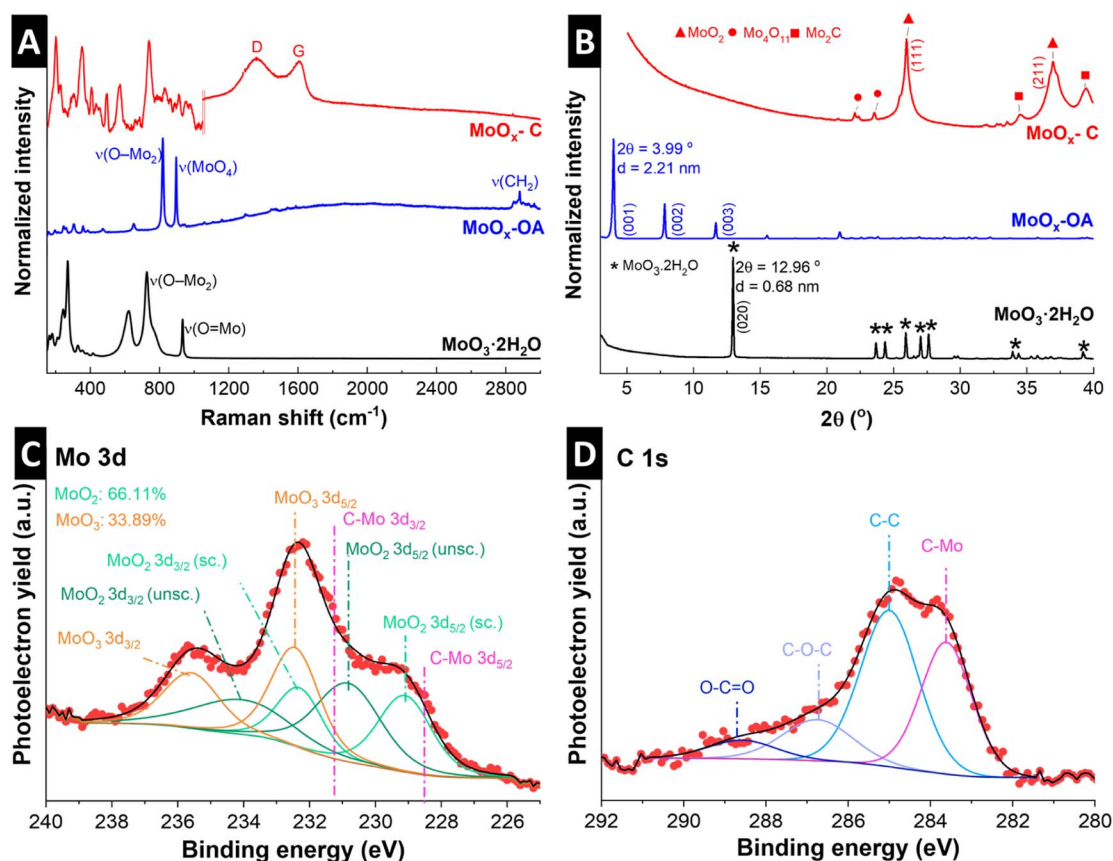 A
Normalized intensity
D
G
MoOₓ- C
ν(O–Mo₂)
ν(MoO₄)
ν(CH₂)
MoOₓ-OA
ν(O–Mo₂)
ν(O=Mo)
MoO₃·2H₂O
400 800 1200 1600 2000 2400 2800
Raman shift (cm⁻¹)
B
Normalized intensity
▲MoO₂ ● Mo₄O₁₁ ■ Mo₂C
(111)
(211)
MoOₓ- C
2θ = 3.99 º
d = 2.21 nm
(001)
(002)
(003)
MoOₓ-OA
* MoO₃.2H₂O
2θ = 12.96 º
d = 0.68 nm
(020)
MoO₃·2H₂O
5 10 15 20 25 30 35 40
2θ (º)
C
Mo 3d
Photoelectron yield (a.u.)
MoO₂: 66.11%
MoO₃: 33.89%
MoO₃ 3d₅/₂
C-Mo 3d₃/₂
MoO₂ 3d₅/₂ (unsc.)
MoO₂ 3d₃/₂ (sc.)
MoO₂ 3d₃/₂ (unsc.)
MoO₃ 3d₃/₂
MoO₂ 3d₅/₂ (sc.)
C-Mo 3d₅/₂
240 238 236 234 232 230 228 226
Binding energy (eV)
D
C 1s
Photoelectron yield (a.u.)
C-C
C-Mo
C-O-C
O-C=O
292 290 288 286 284 282 280
Binding energy (eV)